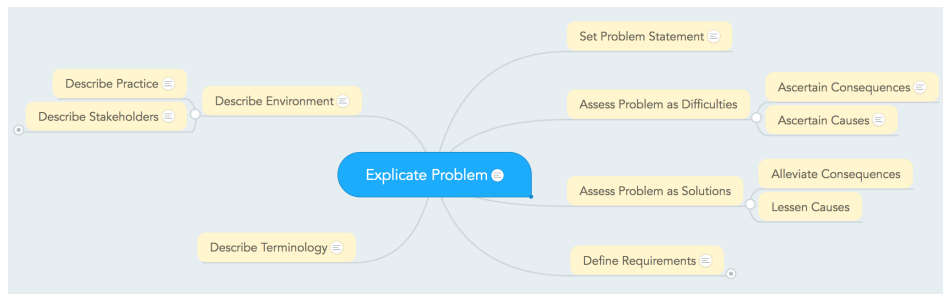 Set Problem Statement
Describe Practice
Describe Stakeholders
Describe Environment
Assess Problem as Difficulties
Ascertain Consequences
Ascertain Causes
Explicate Problem
Assess Problem as Solutions
Alleviate Consequences
Lessen Causes
Describe Terminology
Define Requirements